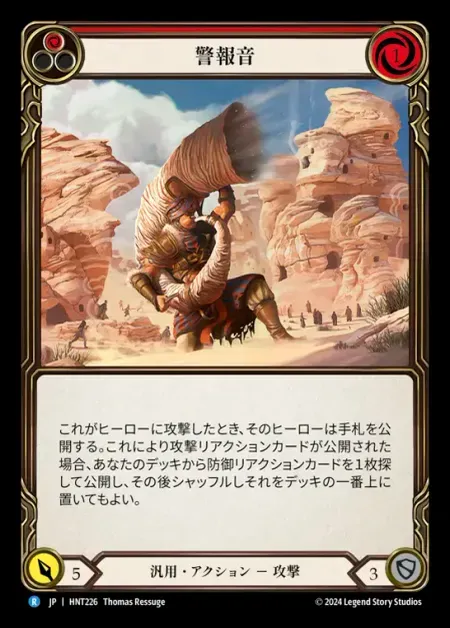 警報音
1
これがヒーローに攻撃したとき、そのヒーローは手札を公
開する。これにより攻撃リアクションカードが公開された
場合、あなたのデッキから防御リアクションカードを1枚探
して公開し、その後シャッフルしそれをデッキの一番上に
置いてもよい。
5
汎用・アクション － 攻撃
3
R JP | HNT226 Thomas Ressuge
© 2024 Legend Story Studios